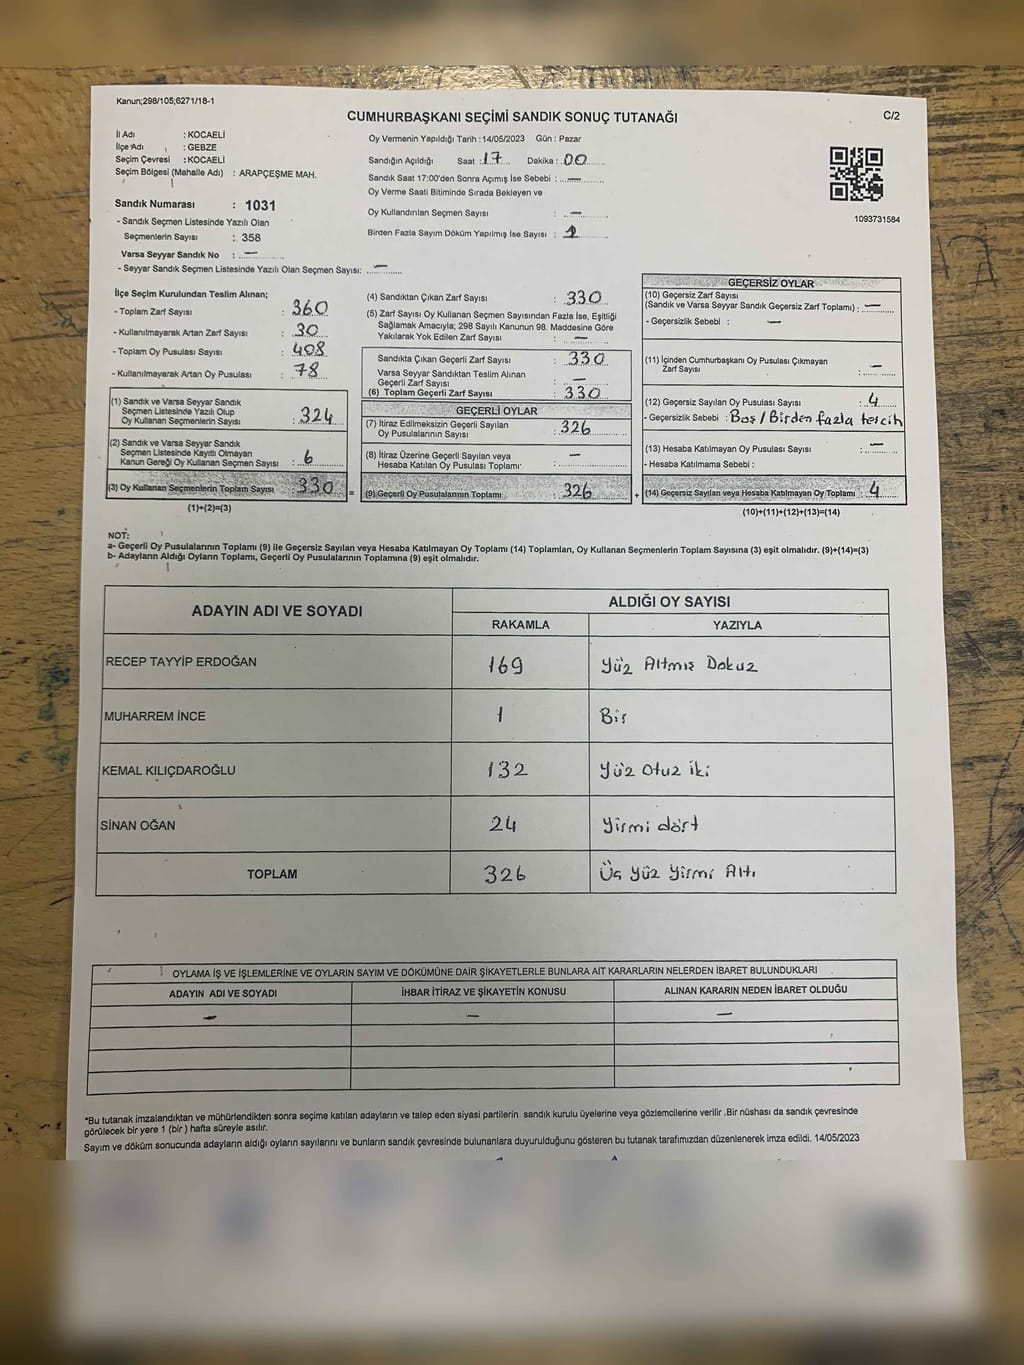 Kanun;298/105;6271/18-1
CUMHURBAŞKANI SEÇİMİ SANDIK SONUÇ TUTANAĞI
C/2
İl Adı : KOCAELİ
İlçe Adı : GEBZE
Seçim Çevresi : KOCAELİ
Seçim Bölgesi (Mahalle Adı) : ARAPÇEŞME MAH.
Sandık Numarası : 1031
- Sandık Seçmen Listesinde Yazılı Olan
Seçmenlerin Sayısı : 358
Varsa Seyyar Sandık No : —
- Seyyar Sandık Seçmen Listesinde Yazılı Olan Seçmen Sayısı: —
Oy Vermenin Yapıldığı Tarih : 14/05/2023 Gün : Pazar
Sandığın Açıldığı Saat : 17 Dakika : 00
Sandık Saat 17:00'den Sonra Açımış İse Sebebi : —
Oy Verme Saati Bitiminde Sırada Bekleyen ve
Oy Kullandırılan Seçmen Sayısı : —
Birden Fazla Sayım Döküm Yapılmış İse Sayısı : 1
1093731584
İlçe Seçim Kurulundan Teslim Alınan;
- Toplam Zarf Sayısı : 360
- Kullanılmayarak Artan Zarf Sayısı : 30
- Toplam Oy Pusulası Sayısı : 408
- Kullanılmayarak Artan Oy Pusulası : 78
(1) Sandık ve Varsa Seyyar Sandık
Seçmen Listesinde Yazılı Olup
Oy Kullanan Seçmenlerin Sayısı : 324
(2) Sandık ve Varsa Seyyar Sandık
Seçmen Listesinde Kayıtlı Olmayan
Kanun Gereği Oy Kullanan Seçmen Sayısı : 6
(3) Oy Kullanan Seçmenlerin Toplam Sayısı : 330
(1)+(2)=(3)
(4) Sandıktan Çıkan Zarf Sayısı : 330
(5) Zarf Sayısı Oy Kullanan Seçmen Sayısından Fazla İse, Eşitliği
Sağlamak Amacıyla; 298 Sayılı Kanunun 98. Maddesine Göre
Yakılarak Yok Edilen Zarf Sayısı : —
Sandıkta Çıkan Geçerli Zarf Sayısı : 330
Varsa Seyyar Sandıktan Teslim Alınan
Geçerli Zarf Sayısı : —
(6) Toplam Geçerli Zarf Sayısı : 330
GEÇERLİ OYLAR
(7) İtiraz Edilmeksizin Geçerli Sayılan
Oy Pusulalarının Sayısı : 326
(8) İtiraz Üzerine Geçerli Sayılan veya
Hesaba Katılan Oy Pusulası Toplamı : —
= (9) Geçerli Oy Pusulalarının Toplamı : 326 +
GEÇERSİZ OYLAR
(10) Geçersiz Zarf Sayısı
(Sandık ve Varsa Seyyar Sandık Geçersiz Zarf Toplamı) : —
- Geçersizlik Sebebi : —
(11) İçinden Cumhurbaşkanı Oy Pusulası Çıkmayan
Zarf Sayısı : —
(12) Geçersiz Sayılan Oy Pusulası Sayısı : 4
- Geçersizlik Sebebi : Boş / Birden fazla tercih
(13) Hesaba Katılmayan Oy Pusulası Sayısı : —
- Hesaba Katılmama Sebebi :
(14) Geçersiz Sayılan veya Hesaba Katılmayan Oy Toplamı : 4
(10)+(11)+(12)+(13)=(14)
NOT:
a- Geçerli Oy Pusulalarının Toplamı (9) ile Geçersiz Sayılan veya Hesaba Katılmayan Oy Toplamı (14) Toplamları, Oy Kullanan Seçmenlerin Toplam Sayısına (3) eşit olmalıdır. (9)+(14)=(3)
b- Adayların Aldığı Oyların Toplamı, Geçerli Oy Pusulalarının Toplamına (9) eşit olmalıdır.
ADAYIN ADI VE SOYADI
ALDIĞI OY SAYISI
RAKAMLA YAZIYLA
RECEP TAYYİP ERDOĞAN 169 Yüz Altmış Dokuz
MUHARREM İNCE 1 Bir
KEMAL KILIÇDAROĞLU 132 Yüz Otuz iki
SİNAN OĞAN 24 Yirmi dört
TOPLAM 326 Üç Yüz Yirmi Altı
OYLAMA İŞ VE İŞLEMLERİNE VE OYLARIN SAYIM VE DÖKÜMÜNE DAİR ŞİKAYETLERLE BUNLARA AİT KARARLARIN NELERDEN İBARET BULUNDUKLARI
ADAYIN ADI VE SOYADI İHBAR İTİRAZ VE ŞİKAYETİN KONUSU ALINAN KARARIN NEDEN İBARET OLDUĞU
— — —
*Bu tutanak imzalandıktan ve mühürlendikten sonra seçime katılan adayların ve talep eden siyasi partilerin sandık kurulu üyelerine veya gözlemcilerine verilir .Bir nüshası da sandık çevresinde
görülecek bir yere 1 (bir ) hafta süreyle asılır.
Sayım ve döküm sonucunda adayların aldığı oyların sayılarını ve bunların sandık çevresinde bulunanlara duyurulduğunu gösteren bu tutanak tarafımızdan düzenlenerek imza edildi. 14/05/2023